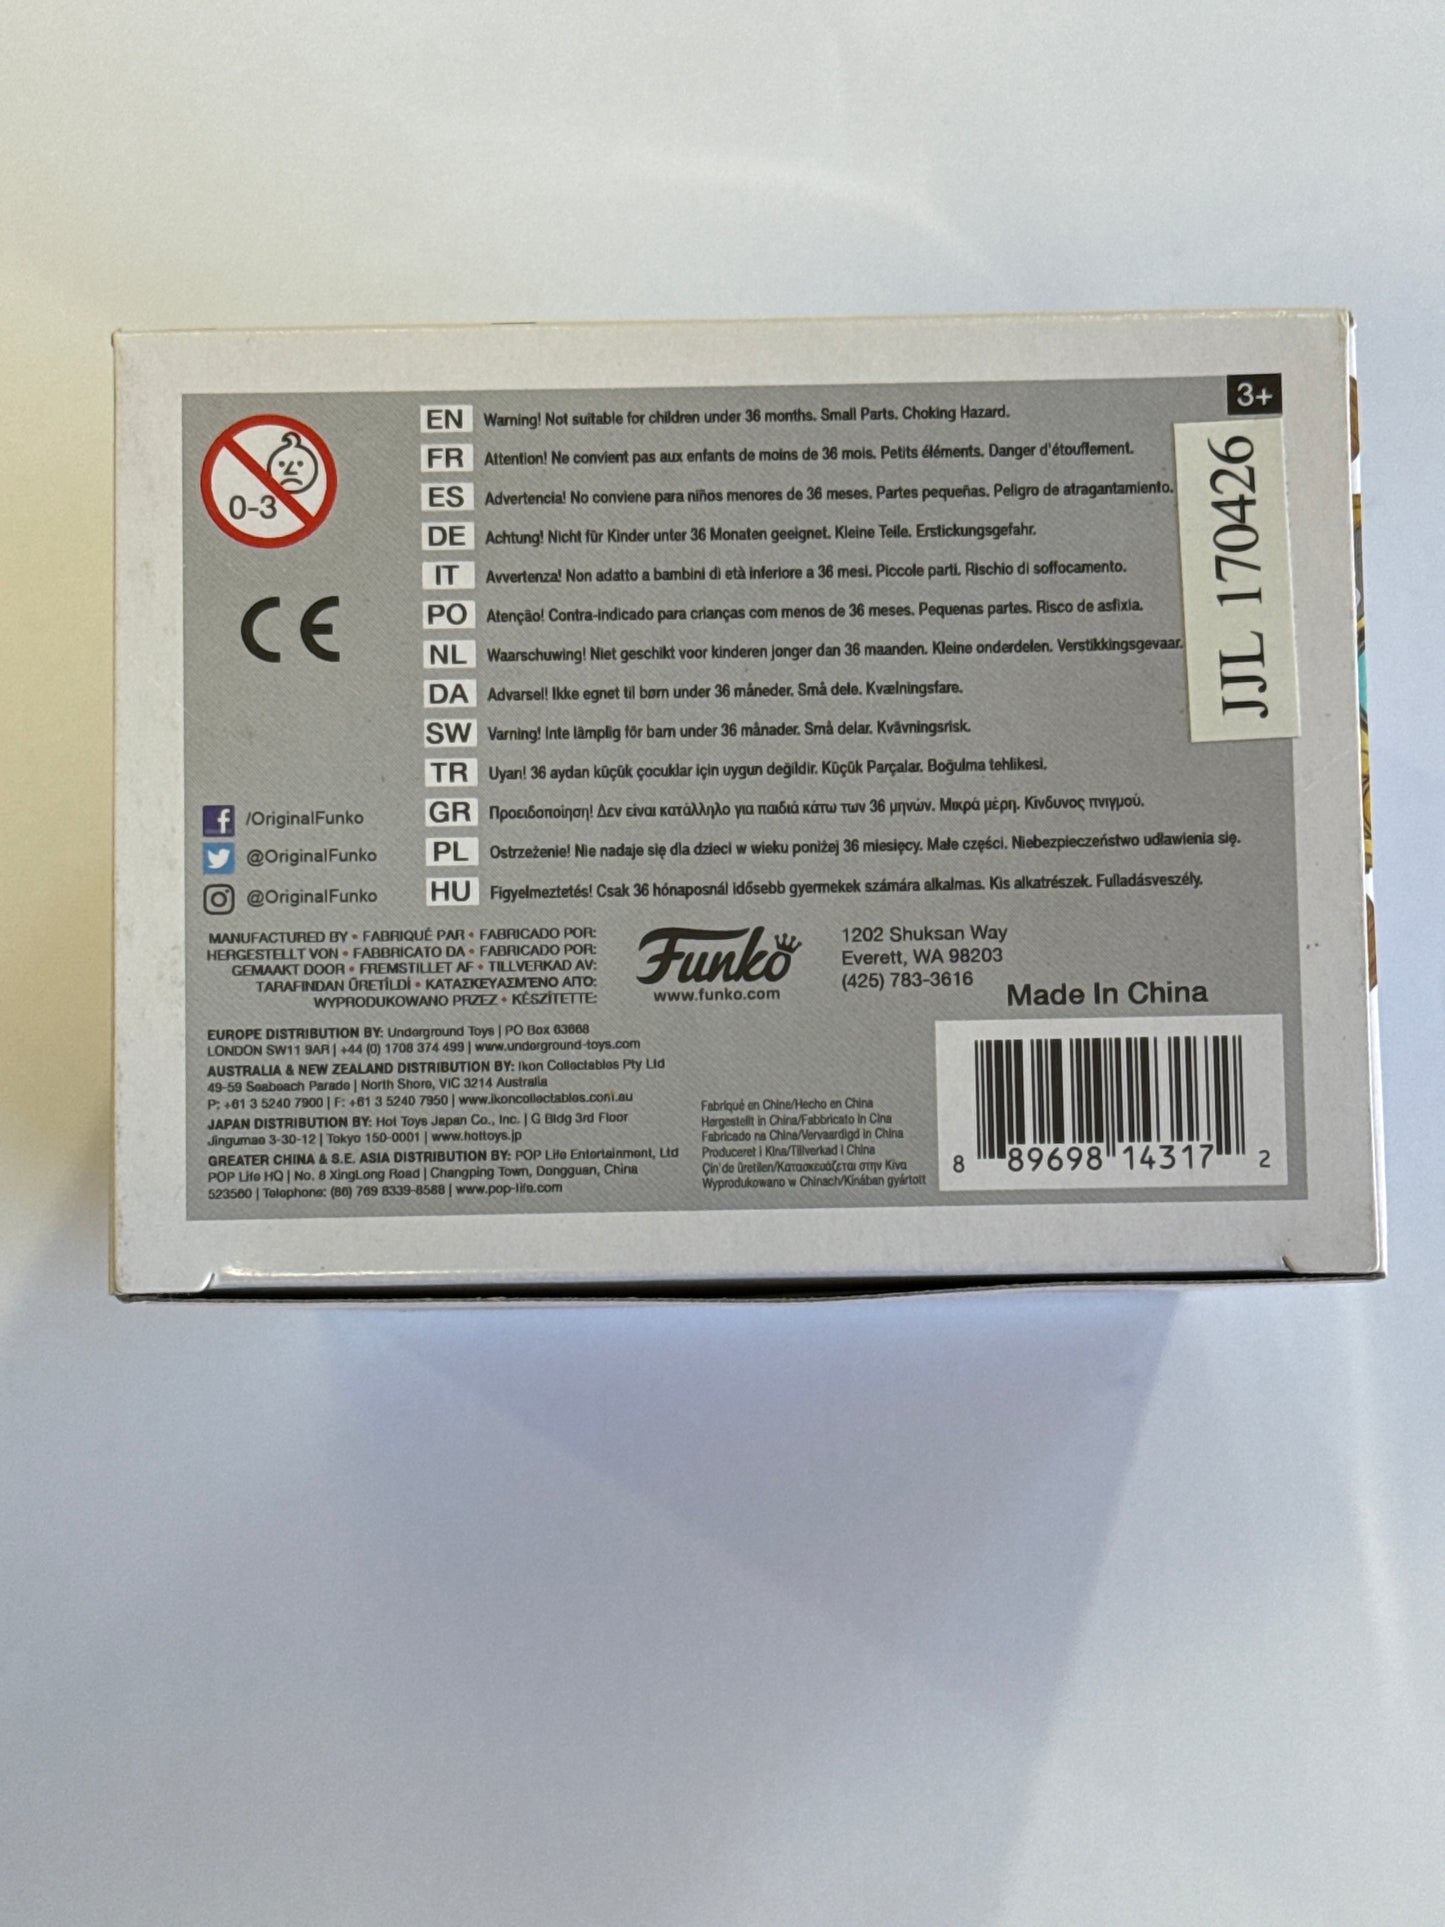 3+
0-3
EN Warning! Not suitable for children under 36 months. Small Parts. Choking Hazard.
FR Attention! Ne convient pas aux enfants de moins de 36 mois. Petits éléments. Danger d'étouffement.
ES Advertencia! No conviene para niños menores de 36 meses. Partes pequeñas. Peligro de atragantamiento.
DE Achtung! Nicht für Kinder unter 36 Monaten geeignet. Kleine Teile. Erstickungsgefahr.
IT Avvertenza! Non adatto a bambini di età inferiore a 36 mesi. Piccole parti. Rischio di soffocamento.
PO Atenção! Contra-indicado para crianças com menos de 36 meses. Pequenas partes. Risco de asfixia.
NL Waarschuwing! Niet geschikt voor kinderen jonger dan 36 maanden. Kleine onderdelen. Verstikkingsgevaar.
DA Advarsel! Ikke egnet til børn under 36 måneder. Små dele. Kvælningsfare.
SW Varning! Inte lämplig för barn under 36 månader. Små delar. Kvävningsrisk.
TR Uyarı! 36 aydan küçük çocuklar için uygun değildir. Küçük Parçalar. Boğulma tehlikesi.
GR Προειδοποίηση! Δεν είναι κατάλληλο για παιδιά κάτω των 36 μηνών. Μικρά μέρη. Κίνδυνος πνιγμού.
PL Ostrzeżenie! Nie nadaje się dla dzieci w wieku poniżej 36 miesięcy. Małe części. Niebezpieczeństwo udławienia się.
HU Figyelmeztetés! Csak 36 hónaposnál idősebb gyermekek számára alkalmas. Kis alkatrészek. Fulladásveszély.
JJL 170426
CE
/OriginalFunko
@OriginalFunko
@OriginalFunko
MANUFACTURED BY • FABRIQUÉ PAR • FABRICADO POR:
HERGESTELLT VON • FABBRICATO DA • FABRICADO POR:
GEMAAKT DOOR • FREMSTILLET AF • TILLVERKAD AV:
TARAFINDAN ÜRETİLDİ • ΚΑΤΑΣΚΕΥΑΣΜΈΝΟ ΑΠΌ:
WYPRODUKOWANO PRZEZ • KÉSZÍTETTE:
Funko
www.funko.com
1202 Shuksan Way
Everett, WA 98203
(425) 783-3616
Made In China
EUROPE DISTRIBUTION BY: Underground Toys | PO Box 63668
LONDON SW11 9AR | +44 (0) 1708 374 499 | www.underground-toys.com
AUSTRALIA & NEW ZEALAND DISTRIBUTION BY: Ikon Collectables Pty Ltd
49-59 Seabeach Parade | North Shore, VIC 3214 Australia
P: +61 3 5240 7900 | F: +61 3 5240 7950 | www.ikoncollectables.com.au
JAPAN DISTRIBUTION BY: Hot Toys Japan Co., Inc. | G Bldg 3rd Floor
Jingumae 3-30-12 | Tokyo 150-0001 | www.hottoys.jp
GREATER CHINA & S.E. ASIA DISTRIBUTION BY: POP Life Entertainment, Ltd
POP Life HQ | No. 8 XingLong Road | Changping Town, Dongguan, China
523560 | Telephone: (86) 769 8339-8588 | www.pop-life.com
Fabriqué en Chine/Hecho en China
Hergestellt in China/Fabbricato in Cina
Fabricado na China/Vervaardigd in China
Produceret i Kina/Tillverkad i China
Çin'de üretilen/Κατασκευάζεται στην Κίνα
Wyprodukowano w Chinach/Kínában gyártott
8 89698 14317 2